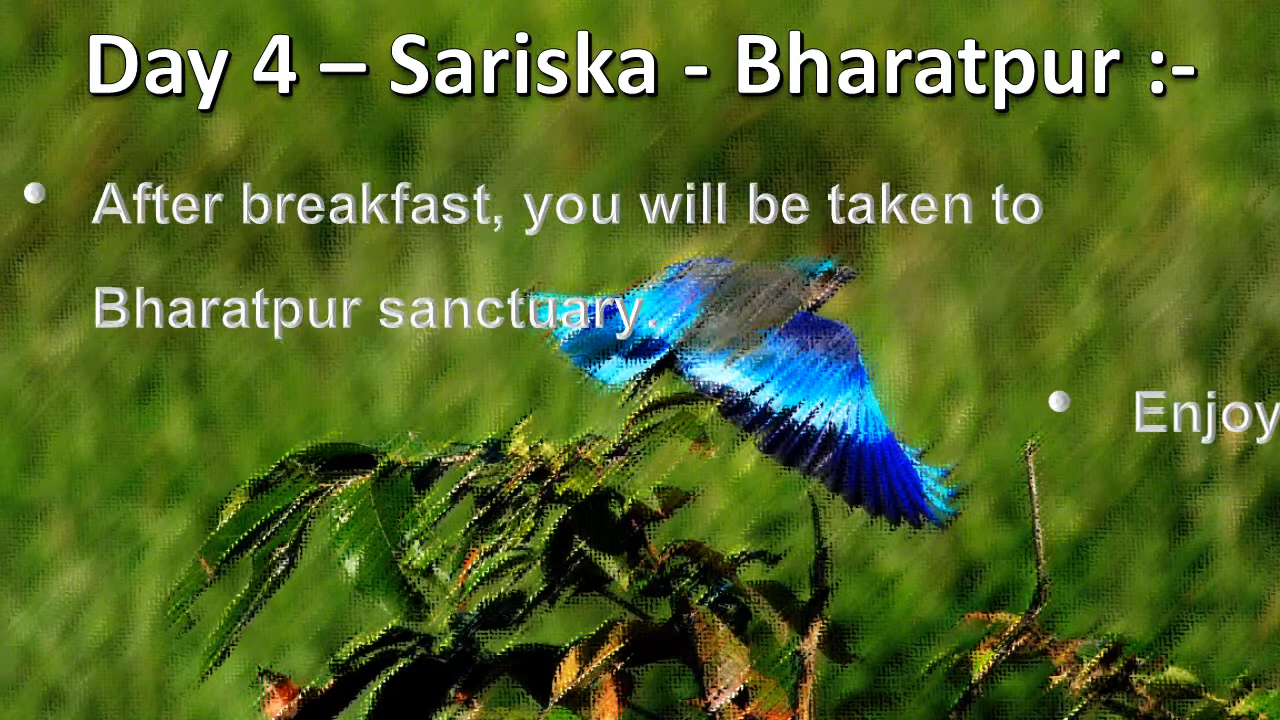 Day 4 – Sariska - Bharatpur :-
• After breakfast, you will be taken to
Bharatpur sanctuary.
• Enjoy